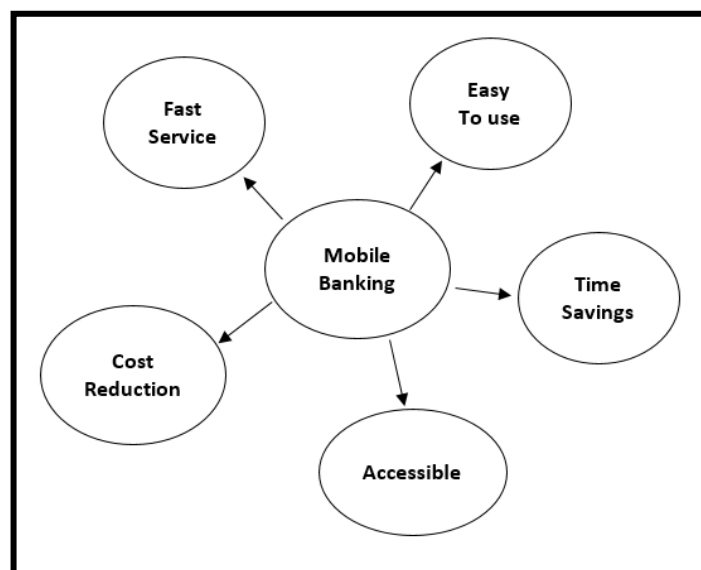 Fast
Service
Easy
To use
Mobile
Banking
Time
Savings
Cost
Reduction
Accessible